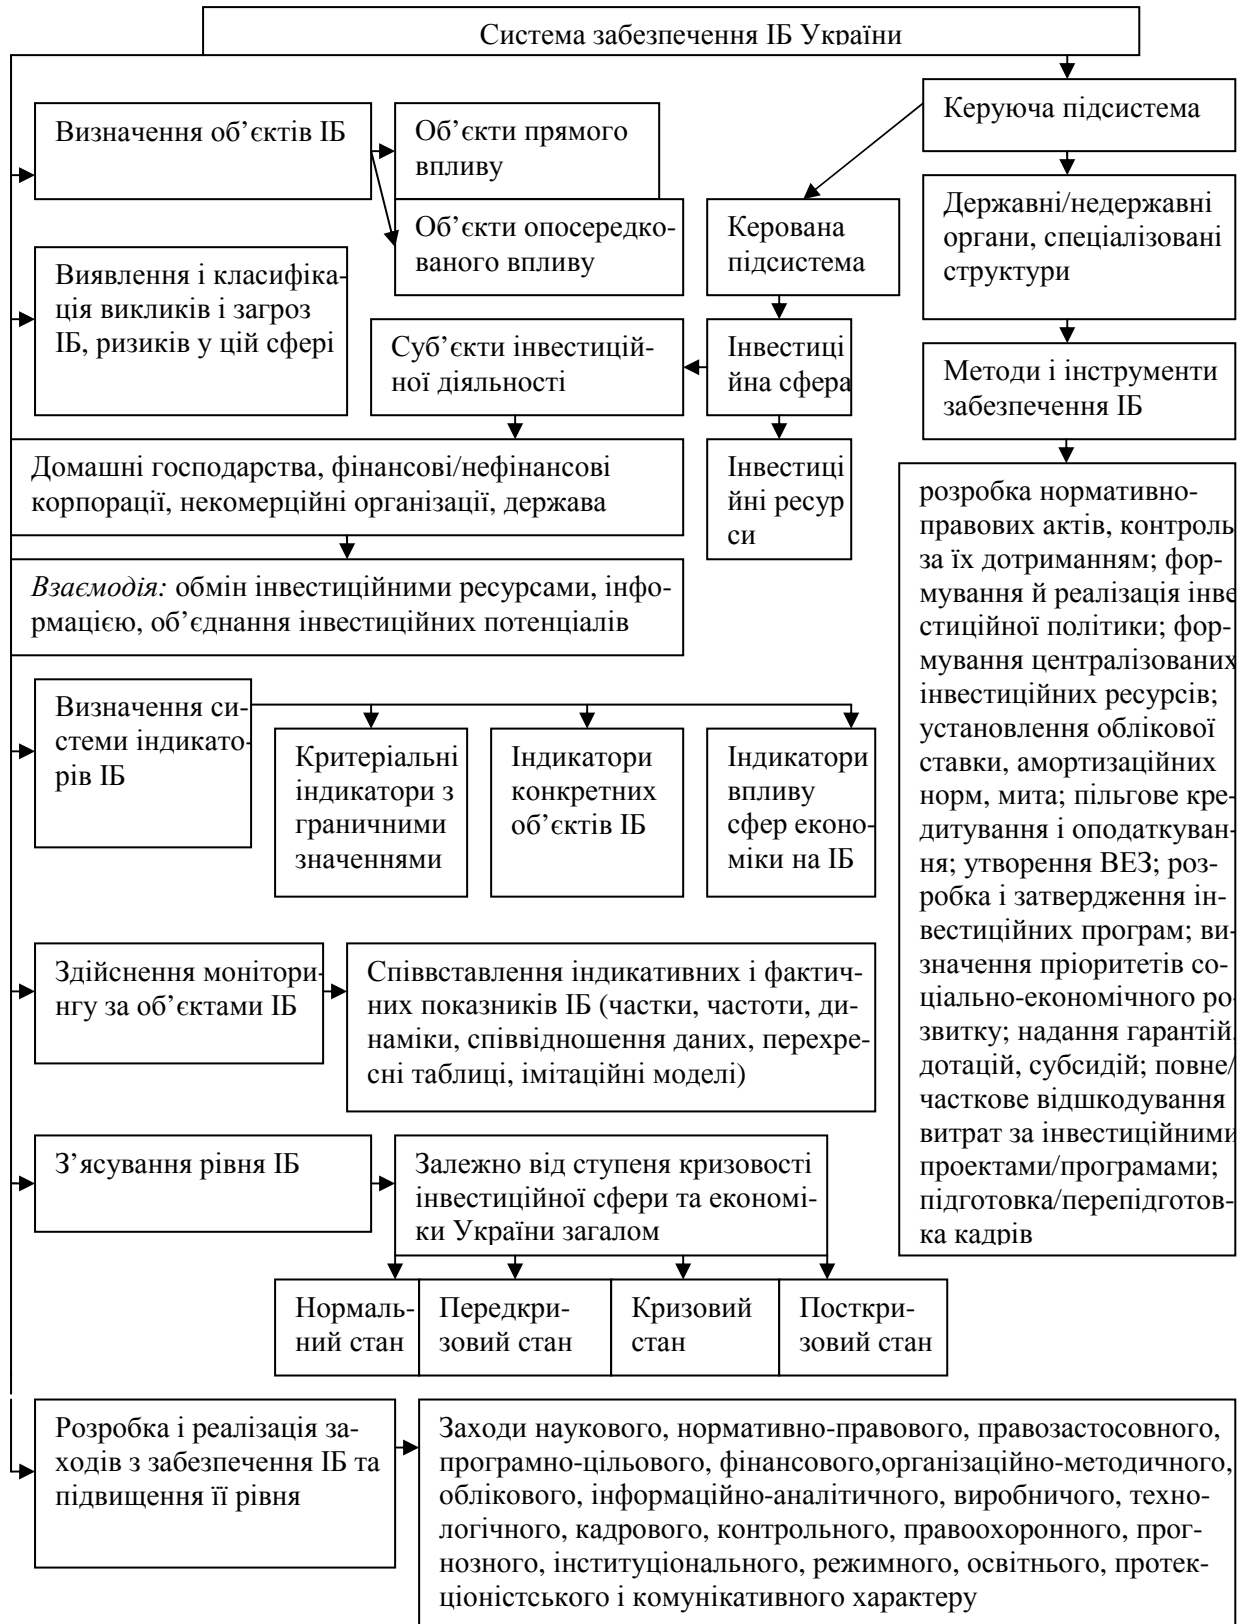 Система забезпечення ІБ України
Керуюча підсистема
Визначення об’єктів ІБ
Об’єкти прямого
впливу
Об’єкти опосередко-
ваного впливу
Керована
підсистема
Державні/недержавні
органи, спеціалізовані
структури
Виявлення і класифіка-
ція викликів і загроз
ІБ, ризиків у цій сфері
Суб’єкти інвестицій-
ної діяльності
Інвестиці
йна сфера
Методи і інструменти
забезпечення ІБ
Домашні господарства, фінансові/нефінансові
корпорації, некомерційні організації, держава
Інвестиці
йні ресур
си
Взаємодія: обмін інвестиційними ресурсами, інфо-
рмацією, об’єднання інвестиційних потенціалів
розробка нормативно-
правових актів, контроль
за їх дотриманням; фор-
мування й реалізація інве
стиційної політики; фор-
мування централізованих
інвестиційних ресурсів;
установлення облікової
ставки, амортизаційних
норм, мита; пільгове кре-
дитування і оподаткуван-
ня; утворення ВЕЗ; роз-
робка і затвердження ін-
вестиційних програм; ви-
значення пріоритетів со-
ціально-економічного ро
звитку; надання гарантій,
дотацій, субсидій; повне/
часткове відшкодування
витрат за інвестиційними
проектами/програмами;
підготовка/перепідготов-
ка кадрів
Визначення си-
стеми індикато-
рів ІБ
Критеріальні
індикатори з
граничними
значеннями
Індикатори
конкретних
об’єктів ІБ
Індикатори
впливу
сфер еконо-
міки на ІБ
Здійснення монітори-
нгу за об’єктами ІБ
Співвставлення індикативних і фактич-
них показників ІБ (частки, частоти, ди-
наміки, співвідношення даних, перехре-
сні таблиці, імітаційні моделі)
З’ясування рівня ІБ
Залежно від ступеня кризовості
інвестиційної сфери та економі-
ки України загалом
Нормаль-
ний стан
Передкри-
зовий стан
Кризовий
стан
Посткри-
зовий стан
Розробка і реалізація за-
ходів з забезпечення ІБ та
підвищення її рівня
Заходи наукового, нормативно-правового, правозастосовного,
програмно-цільового, фінансового,організаційно-методичного,
облікового, інформаційно-аналітичного, виробничого, техно-
логічного, кадрового, контрольного, правоохоронного, прог-
нозного, інституціонального, режимного, освітнього, протек-
ціоністського і комунікативного характеру